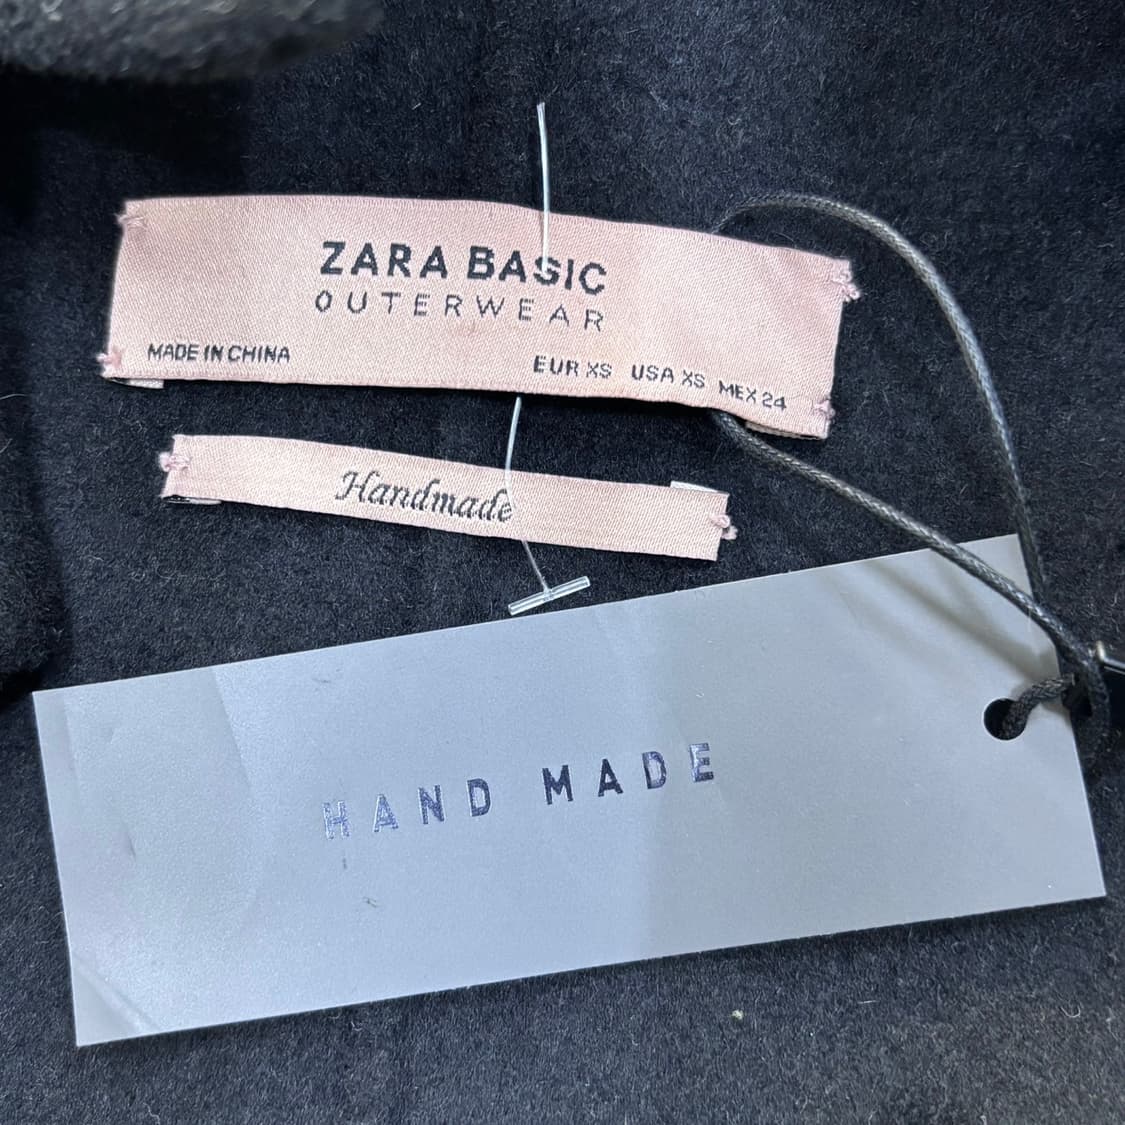 ZARA BASIC
OUTERWEAR
MADE IN CHINA
EUR XS USA XS MEX 24
Handmade
HAND MADE